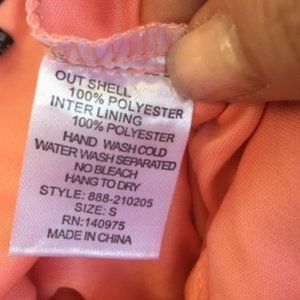 OUT SHELL
100% POLYESTER
INTER LINING
100% POLYESTER
HAND WASH COLD
WATER WASH SEPARATED
NO BLEACH
HANG TO DRY
STYLE: 888-210205
SIZE: S
RN:140975
MADE IN CHINA